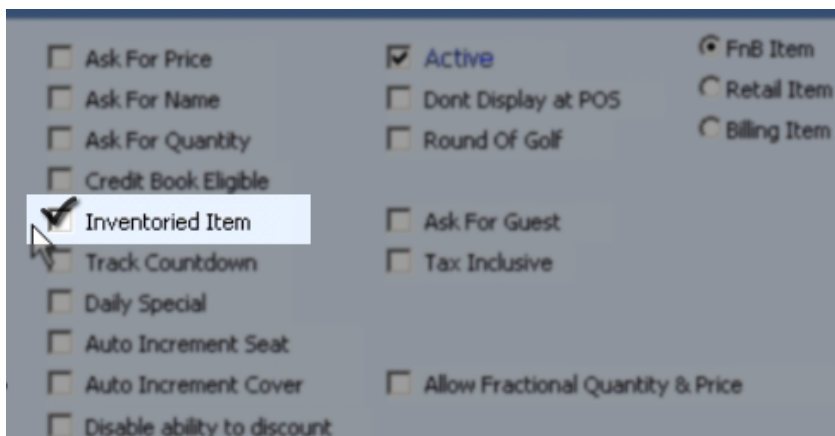 Ask For Price
Ask For Name
Ask For Quantity
Credit Book Eligible
Inventoried Item
Track Countdown
Daily Special
Auto Increment Seat
Auto Increment Cover
Disable ability to discount
Active
Dont Display at POS
Round Of Golf
Ask For Guest
Tax Inclusive
Allow Fractional Quantity & Price
FnB Item
Retail Item
Billing Item